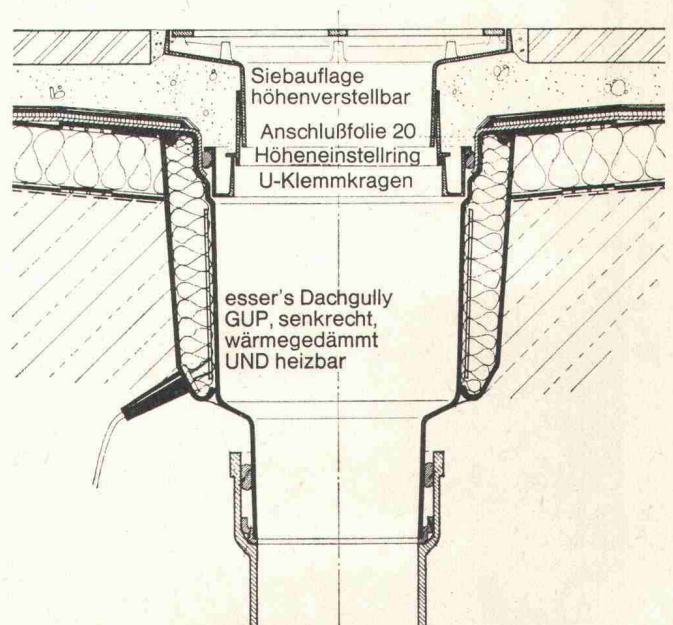 Siebauflage
höhenverstellbar
Anschlußfolie 20
Höheneinstellring
U-Klemmkragen
esser's Dachgully
GUP, senkrecht,
wärmegedämmt
UND heizbar